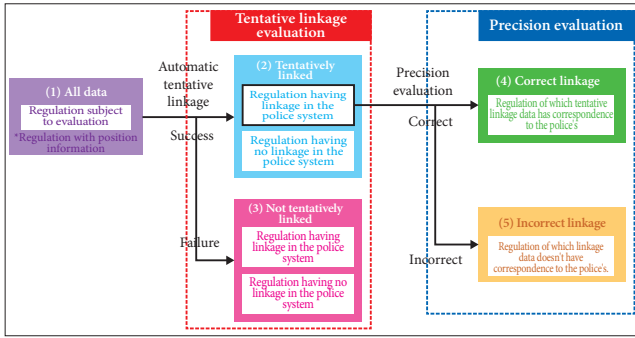 Tentative linkage
evaluation
Precision evaluation
(1) All data
Regulation subject
to evaluation
*Regulation with position
information
Automatic
tentative
linkage
Success
Failure
(2) Tentatively
linked
Regulation having
linkage in the
police system
Regulation having
no linkage in the
police system
(3) Not tentatively
linked
Regulation having
linkage in the police
system
Regulation having no
linkage in the police
system
Precision
evaluation
Correct
Incorrect
(4) Correct linkage
Regulation of which tentative
linkage data has correspondence
to the police's
(5) Incorrect linkage
Regulation of which linkage
data doesn't have
correspondence to the police's.